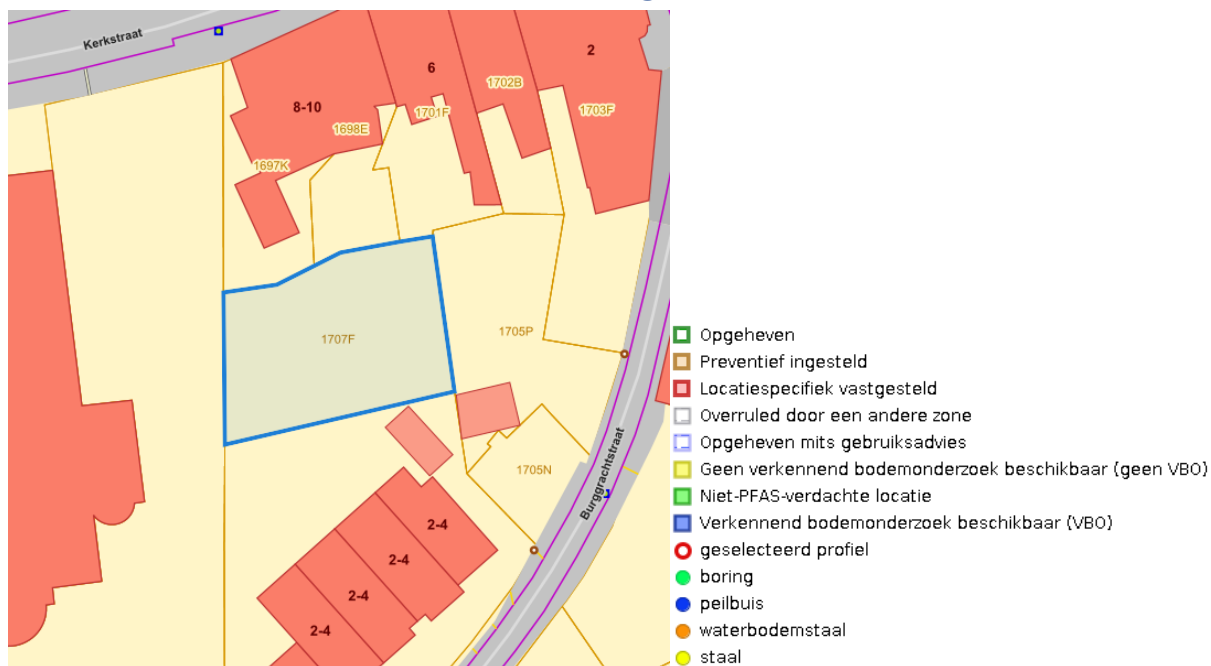 Kerkstraat
8-10
6
2
1702B
1701F
1703F
1698E
1697K
1707F
1705P
1705N
Burggrachtstraat
2-4
2-4
2-4
2-4
Opgeheven
Preventief ingesteld
Locatiespecifiek vastgesteld
Overruled door een andere zone
Opgeheven mits gebruiksadvies
Geen verkennend bodemonderzoek beschikbaar (geen VBO)
Niet-PFAS-verdachte locatie
Verkennend bodemonderzoek beschikbaar (VBO)
geselecteerd profiel
boring
peilbuis
waterbodemstaal
staal